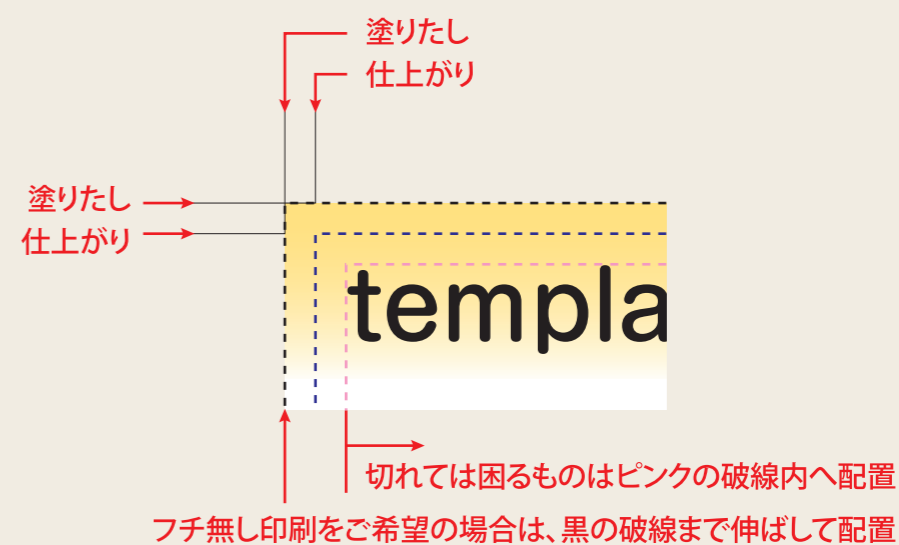 塗りたし
仕上がり
塗りたし
仕上がり
templa
切れては困るものはピンクの破線内へ配置
フチ無し印刷をご希望の場合は、黒の破線まで伸ばして配置